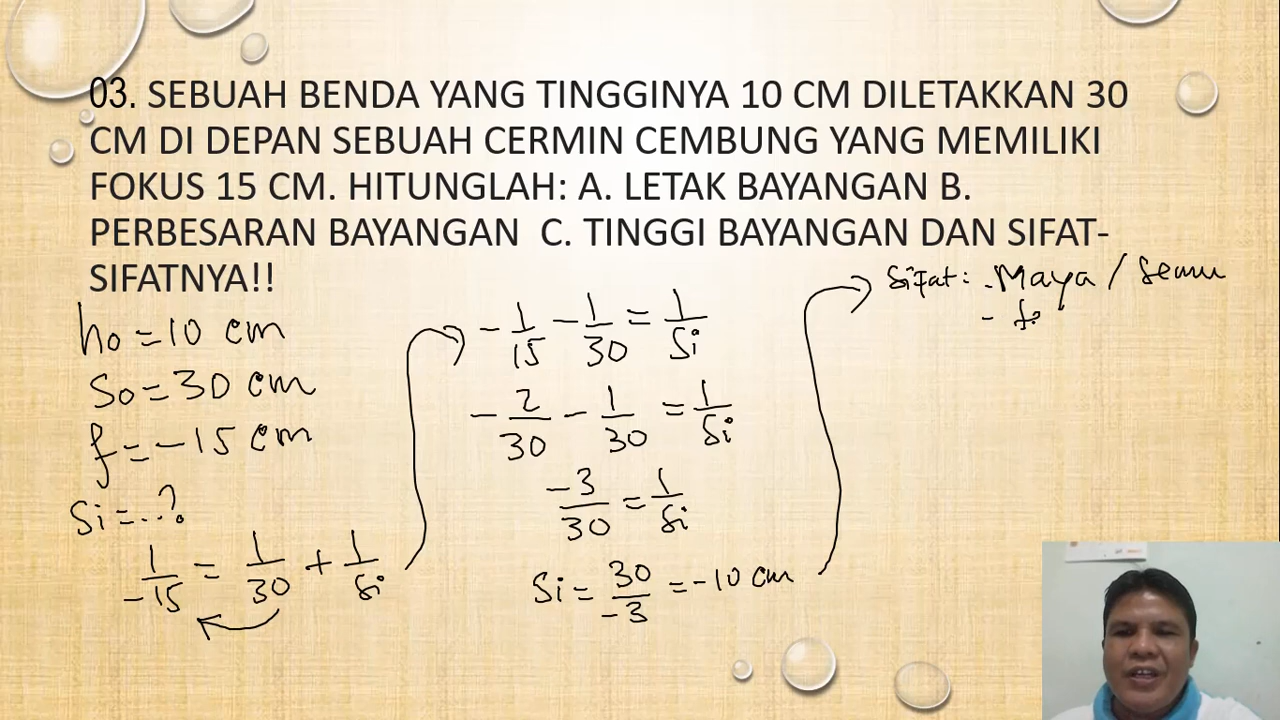 03. SEBUAH BENDA YANG TINGGINYA 10 CM DILETAKKAN 30
CM DI DEPAN SEBUAH CERMIN CEMBUNG YANG MEMILIKI
FOKUS 15 CM. HITUNGLAH: A. LETAK BAYANGAN B.
PERBESARAN BAYANGAN C. TINGGI BAYANGAN DAN SIFAT-
SIFATNYA!!
ho = 10 cm
So = 30 cm
f = -15 cm
Si = ..?
1/-15 = 1/30 + 1/Si
- 1/15 - 1/30 = 1/Si
- 2/30 - 1/30 = 1/Si
-3/30 = 1/Si
Si = 30/-3 = -10 cm
Sifat: - Maya / Semu
-